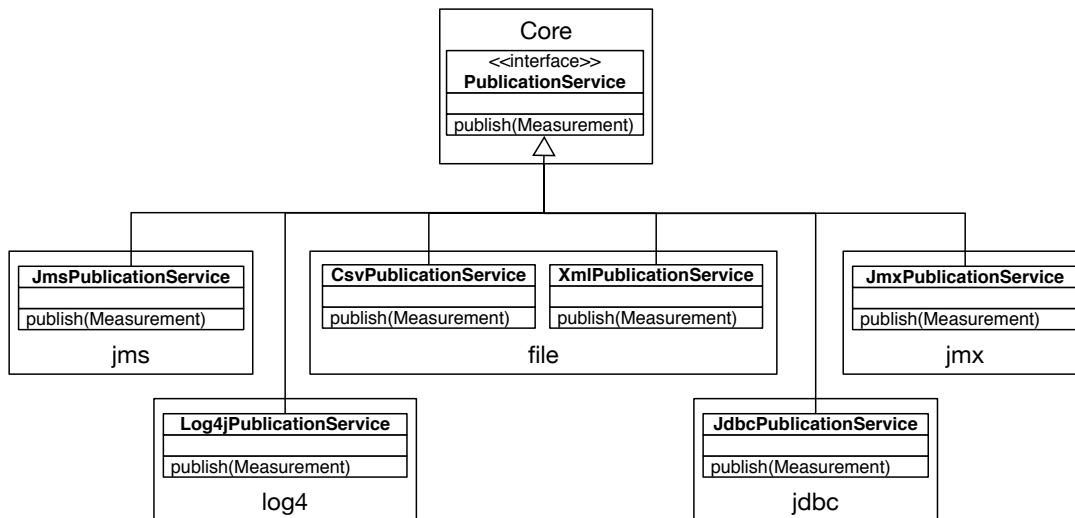 Core
<<interface>>
PublicationService
publish(Measurement)
JmsPublicationService
publish(Measurement)
jms
CsvPublicationService
publish(Measurement)
XmlPublicationService
publish(Measurement)
file
JmxPublicationService
publish(Measurement)
jmx
Log4jPublicationService
publish(Measurement)
log4
JdbcPublicationService
publish(Measurement)
jdbc